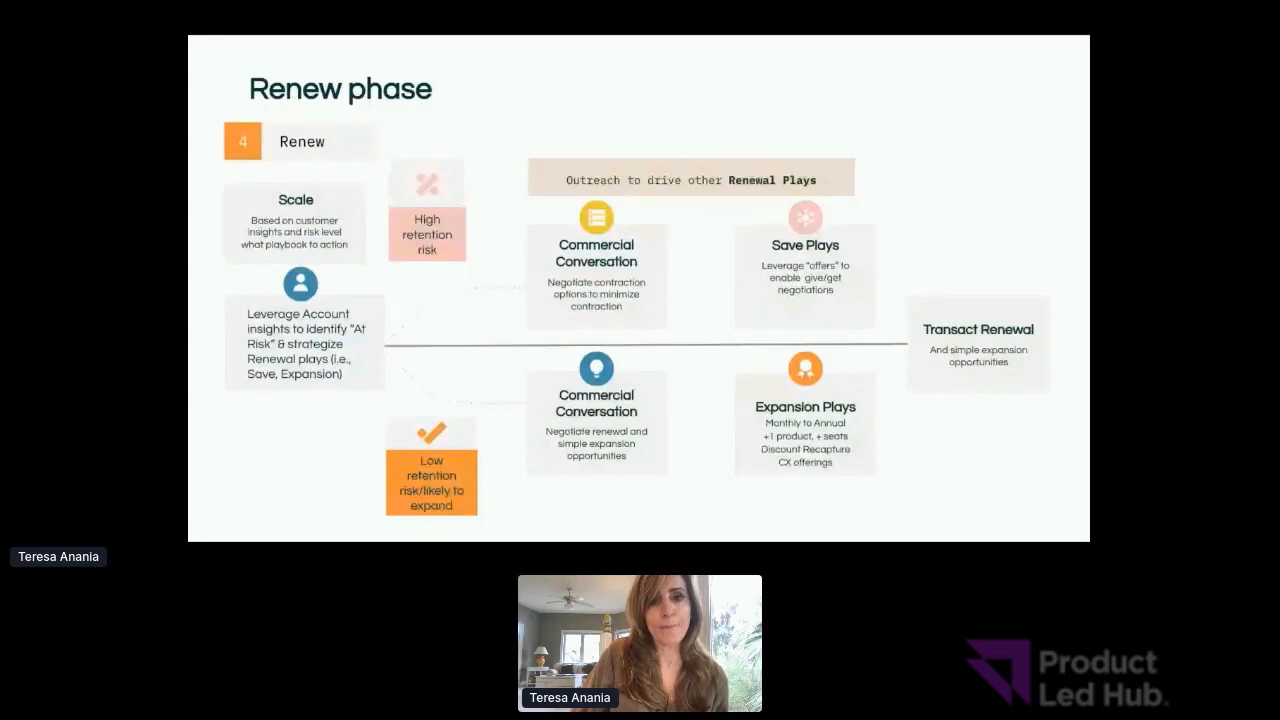 Renew phase
4
Renew
Scale
Based on customer
insights and risk level
what playbook to action
Leverage Account
insights to identify "At
Risk" & strategize
Renewal plays (i.e.,
Save, Expansion)
High
retention
risk
Low
retention
risk/likely to
expand
Outreach to drive other Renewal Plays
Commercial
Conversation
Negotiate contraction
options to minimize
contraction
Save Plays
Leverage "offers" to
enable give/get
negotiations
Commercial
Conversation
Negotiate renewal and
simple expansion
opportunities
Expansion Plays
Monthly to Annual
+1 product, + seats
Discount Recapture
CX offerings
Transact Renewal
And simple expansion
opportunities
Teresa Anania
Teresa Anania
Product
Led Hub.